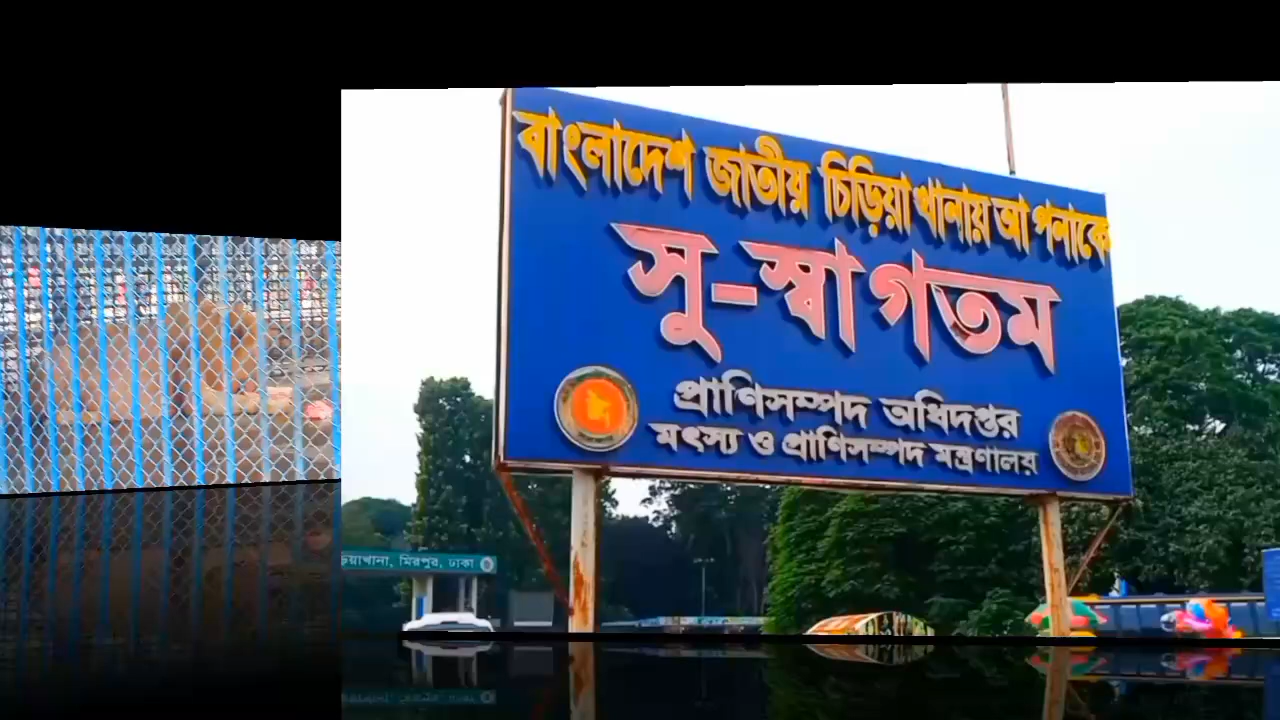 বাংলাদেশ জাতীয় চিড়িয়াখানায় আপনাকে
সু-স্বাগতম
প্রাণিসম্পদ অধিদপ্তর
মৎস্য ও প্রাণিসম্পদ মন্ত্রণালয়
ড়িয়াখানা, মিরপুর, ঢাকা